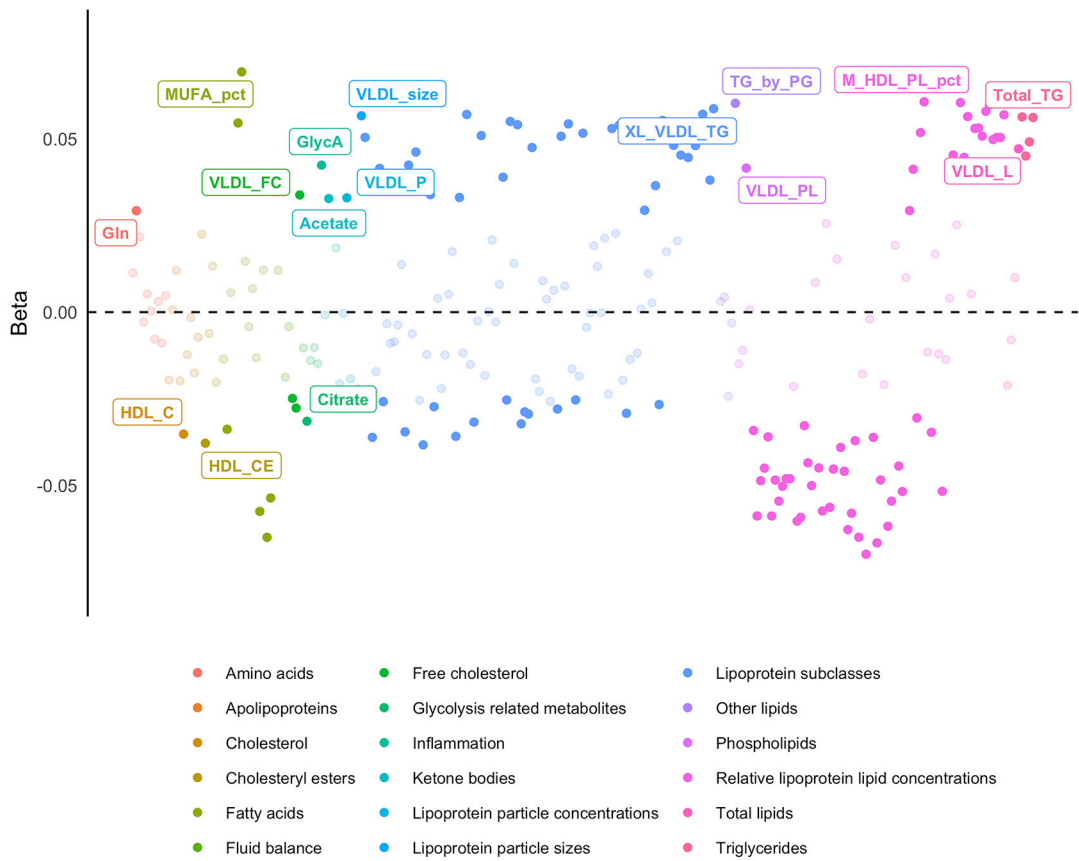 MUFA_pct
VLDL_size
TG_by_PG
M_HDL_PL_pct
Total_TG
0.05
GlycA
XL_VLDL_TG
VLDL_FC
VLDL_P
VLDL_PL
VLDL_L
Gln
Acetate
Beta
0.00
HDL_C
Citrate
HDL_CE
-0.05
Amino acids
Free cholesterol
Lipoprotein subclasses
Apolipoproteins
Glycolysis related metabolites
Other lipids
Cholesterol
Inflammation
Phospholipids
Cholesteryl esters
Ketone bodies
Relative lipoprotein lipid concentrations
Fatty acids
Lipoprotein particle concentrations
Total lipids
Fluid balance
Lipoprotein particle sizes
Triglycerides